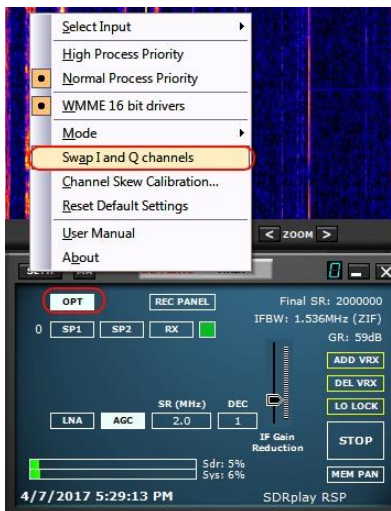 Select Input
High Process Priority
Normal Process Priority
WMME 16 bit drivers
Mode
Swap I and Q channels
Channel Skew Calibration...
Reset Default Settings
User Manual
About
< ZOOM >
OPT
REC PANEL
Final SR: 2000000
IFBW: 1.536MHz (ZIF)
0 SP1 SP2 RX
GR: 59dB
ADD VRX
DEL VRX
SR (MHz) DEC
LO LOCK
LNA AGC 2.0 1
IF Gain
Reduction
STOP
Sdr: 5%
Sys: 6%
MEM PAN
4/7/2017 5:29:13 PM SDRplay RSP